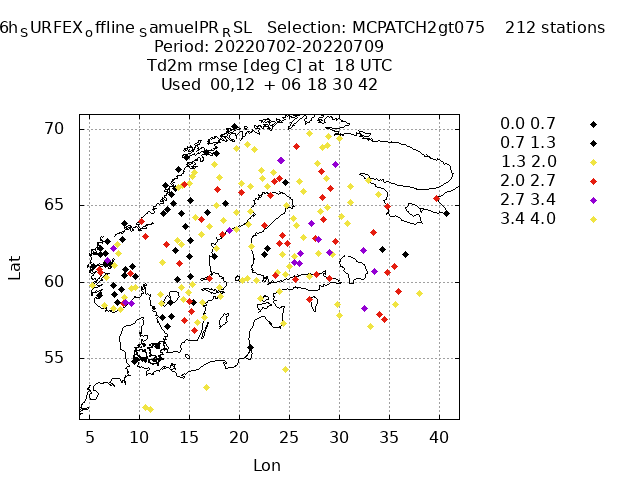 6h_SURFEX_offline_SamuelPR_RSL   Selection: MCPATCH2gt075    212 stations
Period: 20220702-20220709
Td2m rmse [deg C] at  18 UTC
Used  00,12  + 06 18 30 42
0.0 0.7
0.7 1.3
1.3 2.0
2.0 2.7
2.7 3.4
3.4 4.0
70
65
60
55
Lat
5 10 15 20 25 30 35 40
Lon